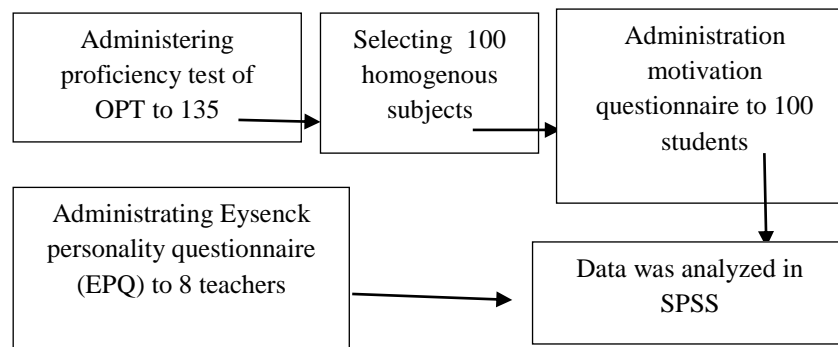 Administering
proficiency test of
OPT to 135
Selecting 100
homogenous
subjects
Administration
motivation
questionnaire to 100
students
Administrating Eysenck
personality questionnaire
(EPQ) to 8 teachers
Data was analyzed in
SPSS